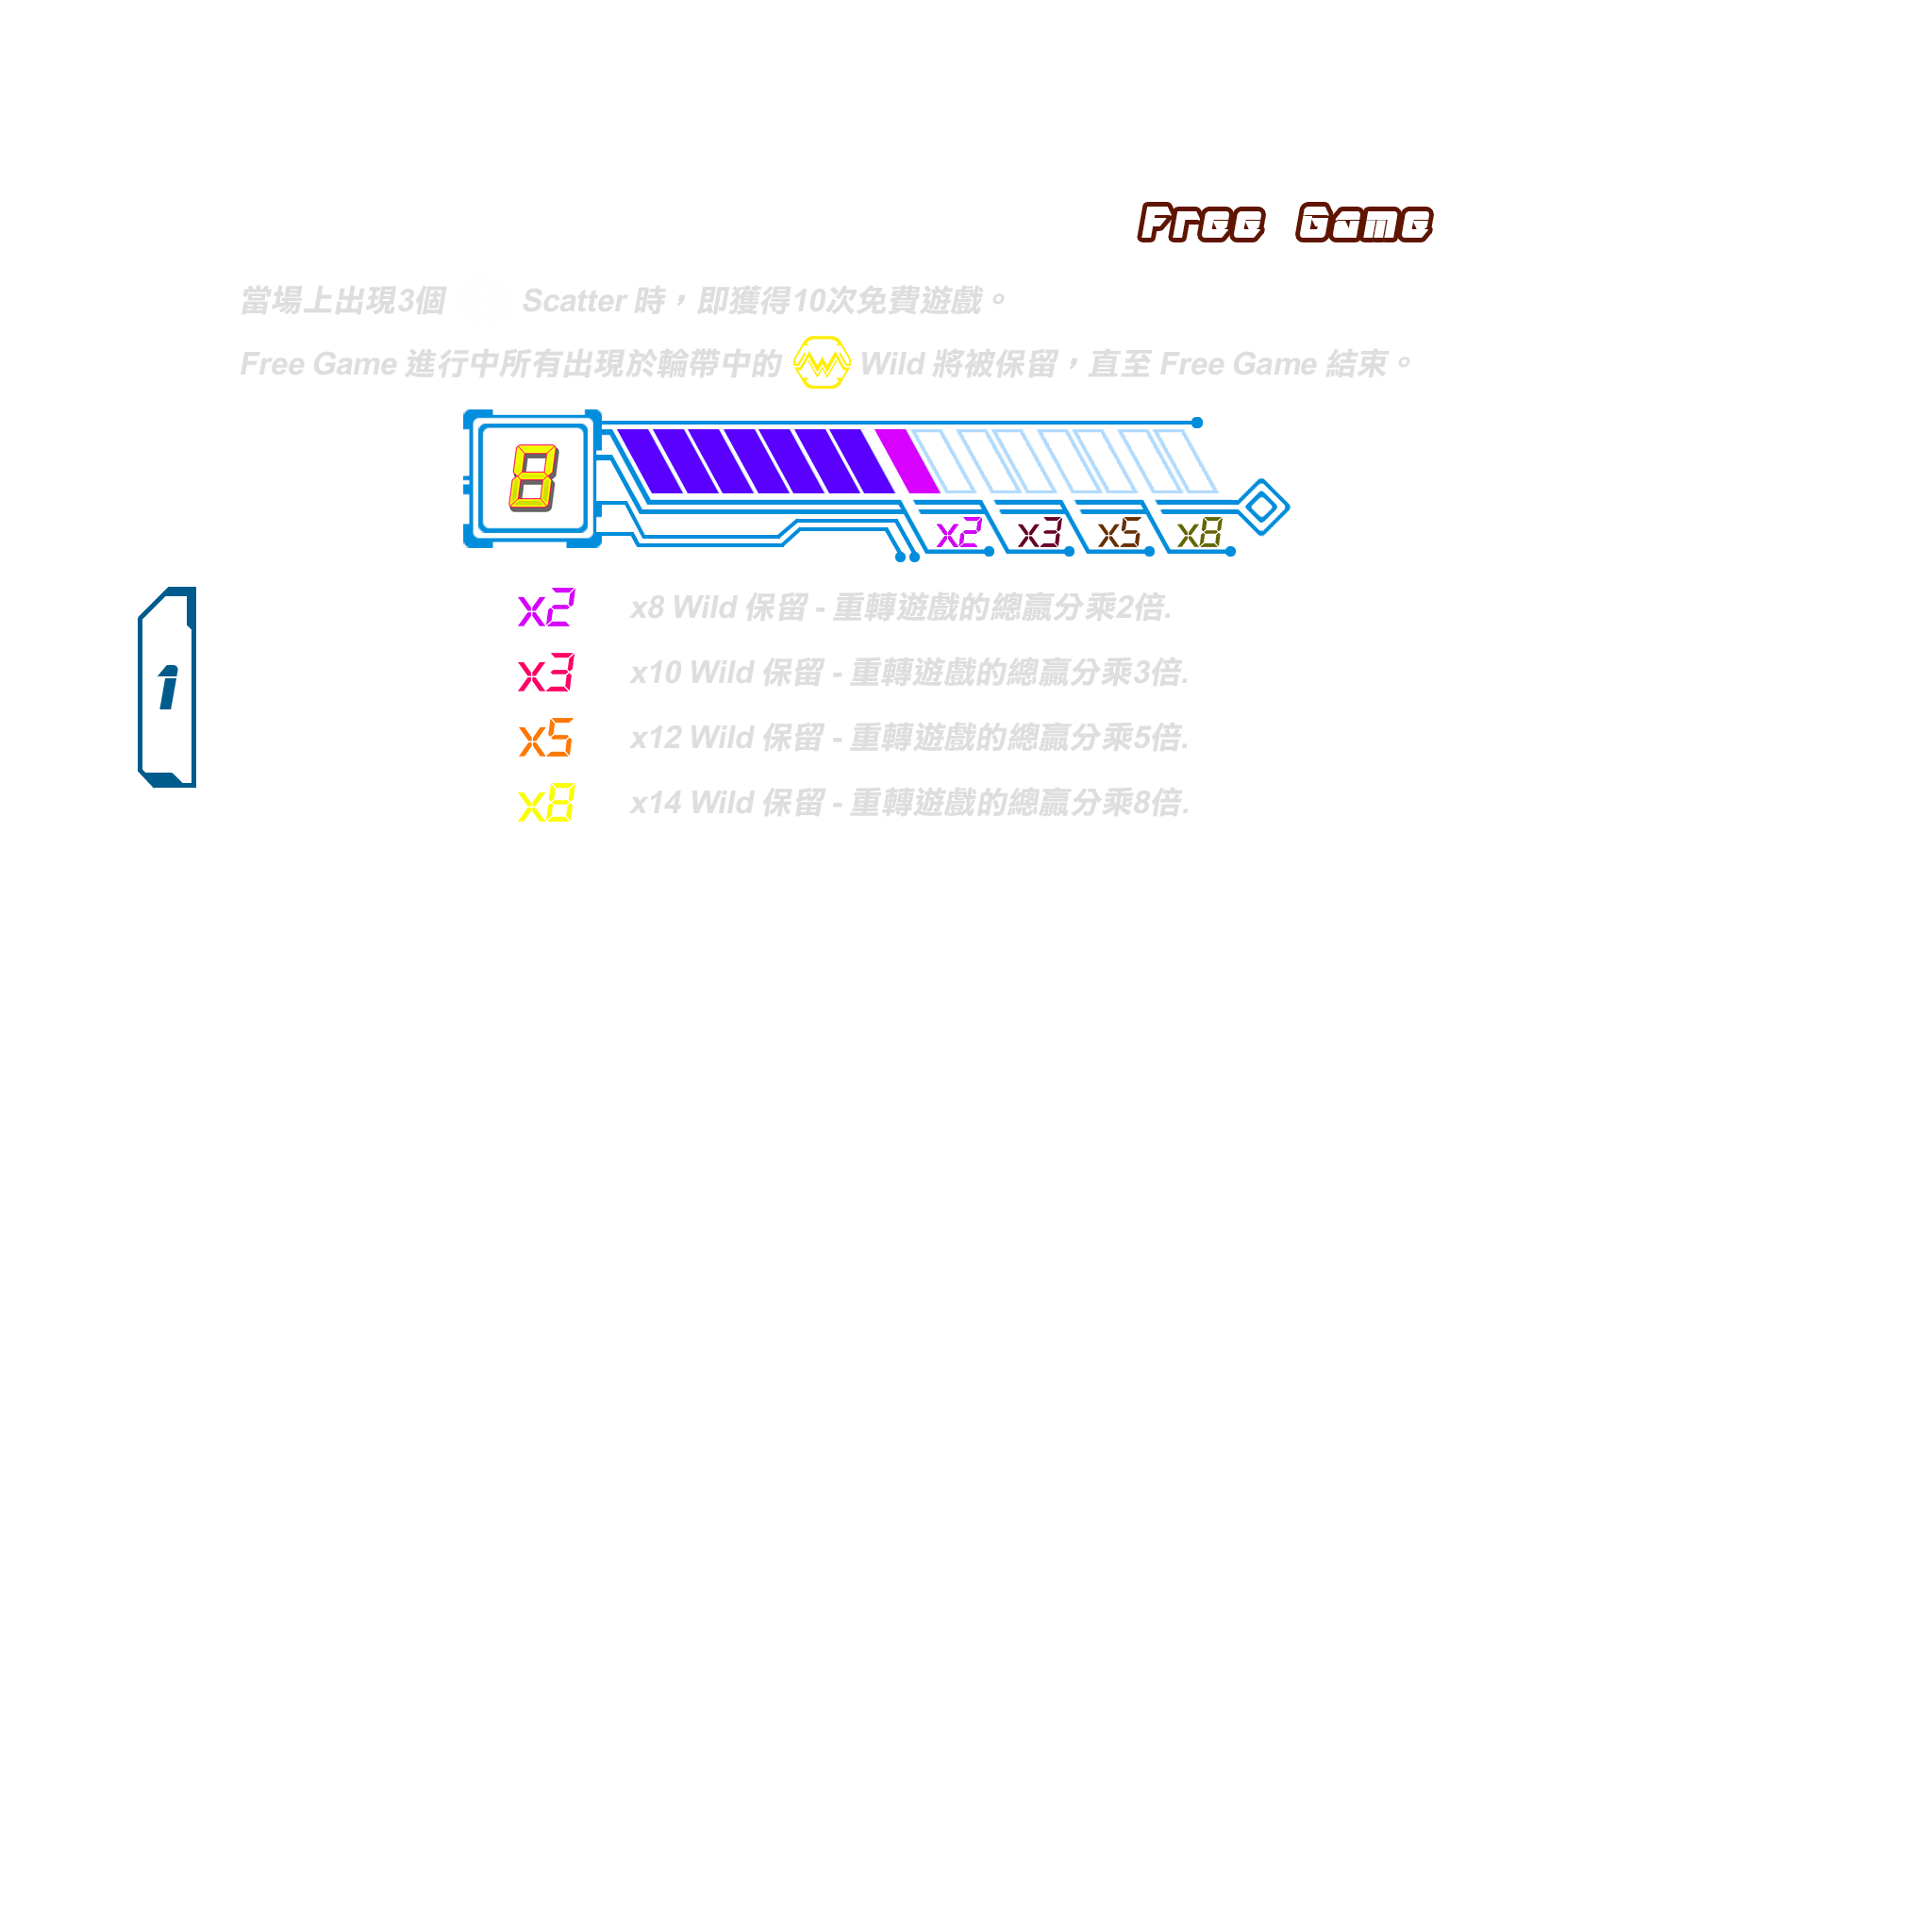 Free Game
當場上出現3個 Scatter 時，即獲得10次免費遊戲。
Free Game 進行中所有出現於輪帶中的 W Wild 將被保留，直至 Free Game 結束。
8
x2 x3 x5 x8
x2 x8 Wild 保留 - 重轉遊戲的總贏分乘2倍.
x3 x10 Wild 保留 - 重轉遊戲的總贏分乘3倍.
x5 x12 Wild 保留 - 重轉遊戲的總贏分乘5倍.
x8 x14 Wild 保留 - 重轉遊戲的總贏分乘8倍.
i